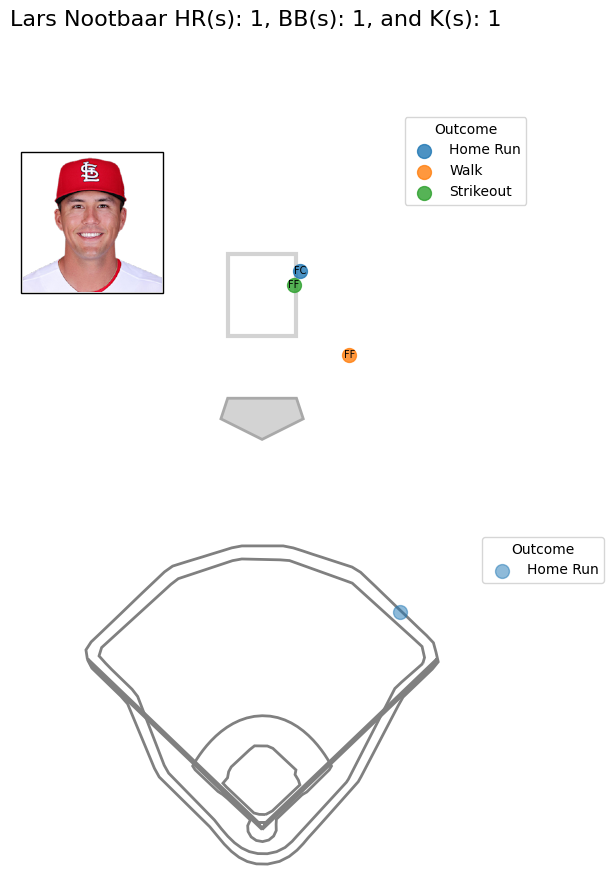 Lars Nootbaar HR(s): 1, BB(s): 1, and K(s): 1
Outcome
Home Run
Walk
Strikeout
STL
FC
FF
FF
Outcome
Home Run